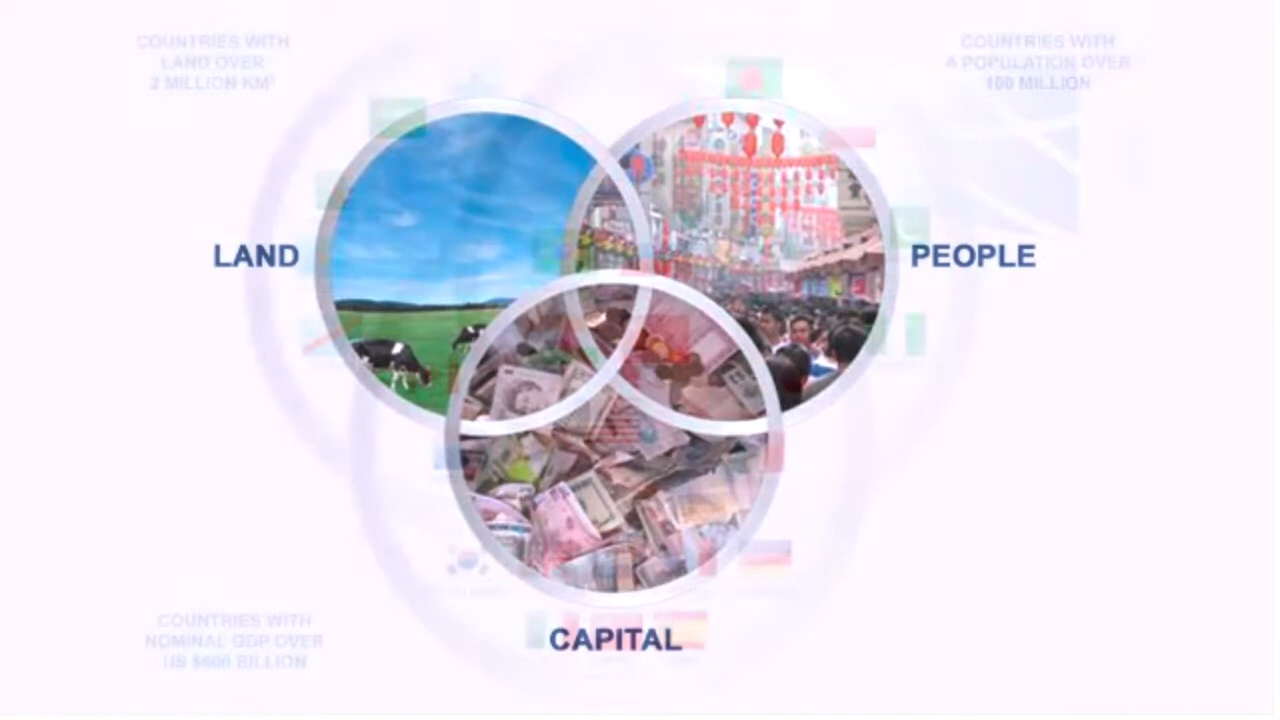 COUNTRIES WITH
LAND OVER
2 MILLION KM²
COUNTRIES WITH
A POPULATION OVER
100 MILLION
LAND
PEOPLE
CAPITAL
COUNTRIES WITH
NOMINAL GDP OVER
US $600 BILLION